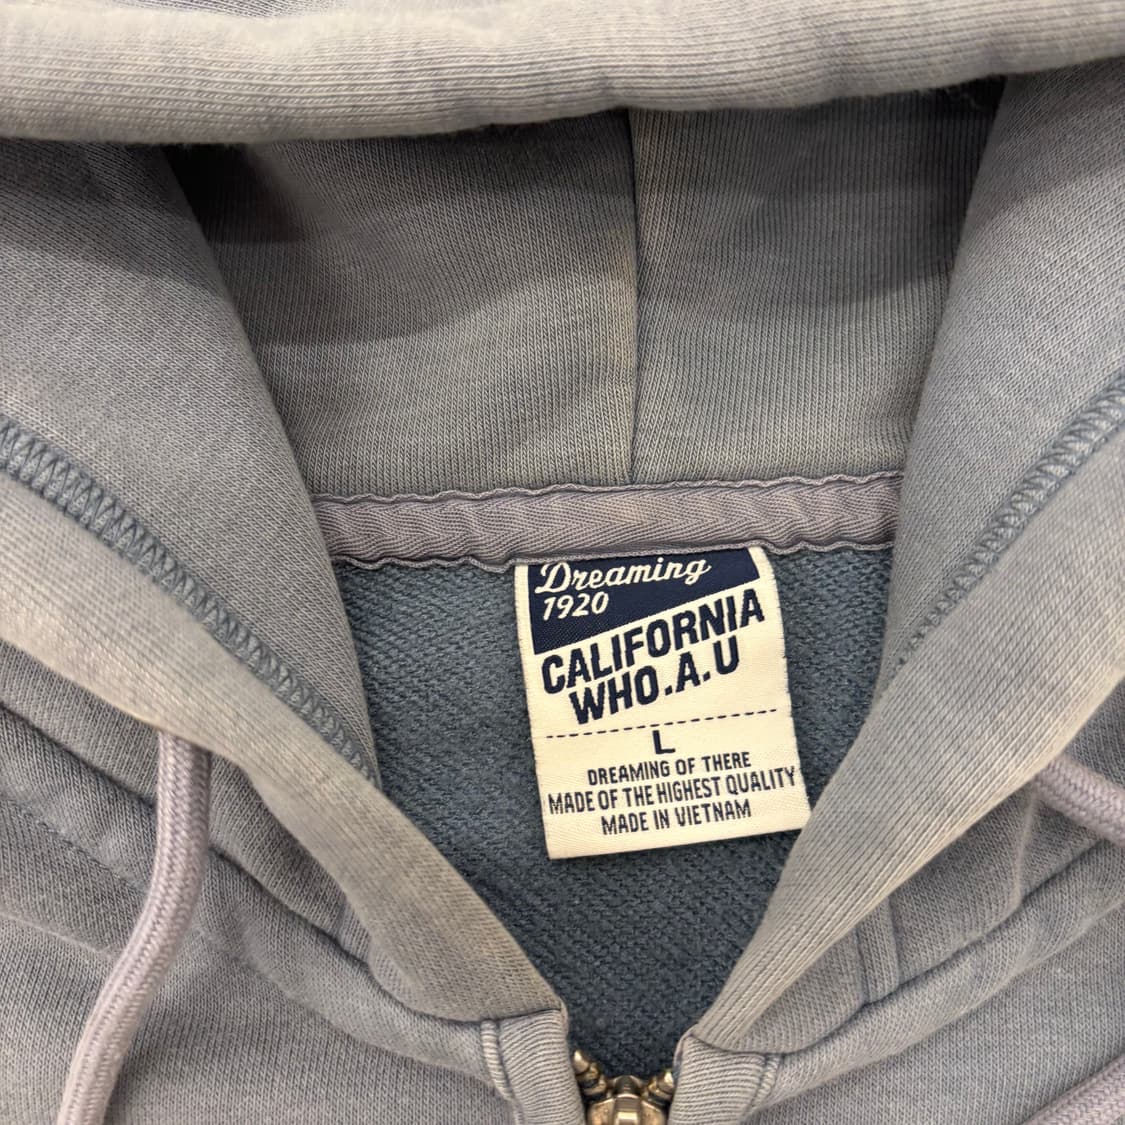 Dreaming
1920
CALIFORNIA
WHO.A.U
L
DREAMING OF THERE
MADE OF THE HIGHEST QUALITY
MADE IN VIETNAM